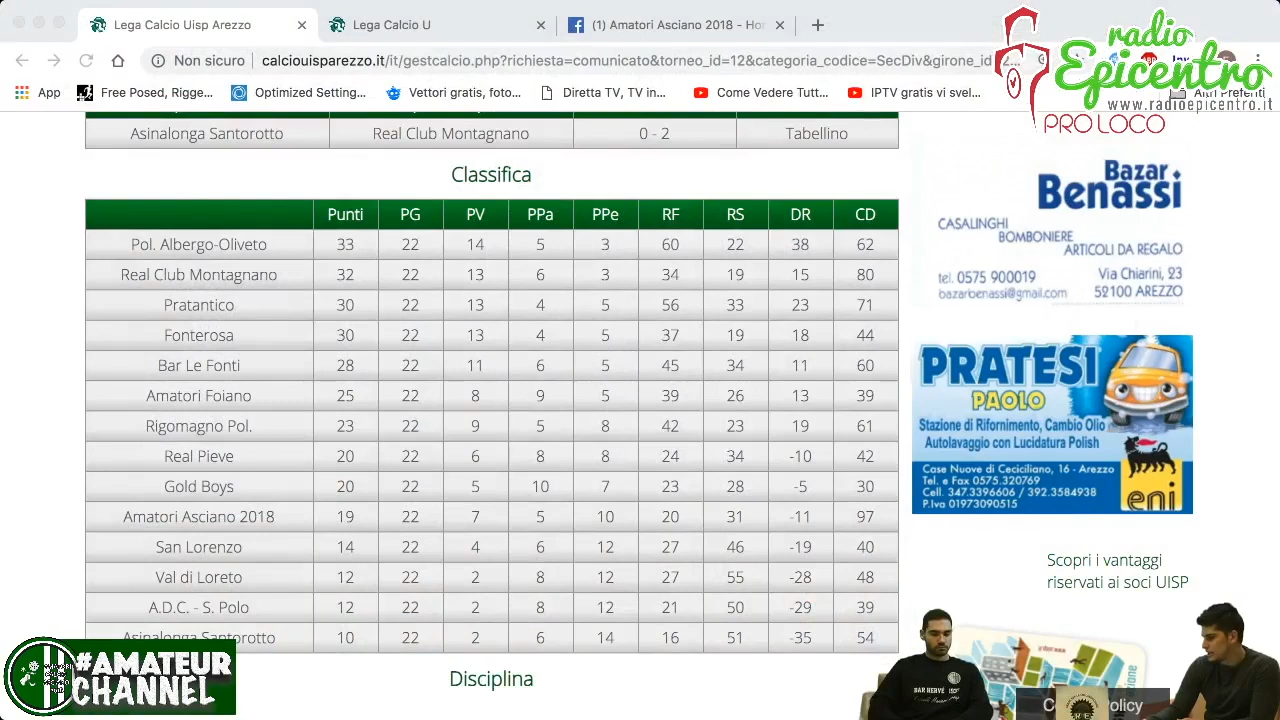 Lega Calcio Uisp Arezzo
Lega Calcio U
(1) Amatori Asciano 2018 - Ho
Non sicuro
calciouisparezzo.it/it/gestcalcio.php?richiesta=comunicato&torneo_id=12&categoria_codice=SecDiv&girone_id
App
Free Posed, Rigge...
Optimized Setting...
Vettori gratis, foto...
Diretta TV, TV in...
Come Vedere Tutt...
IPTV gratis vi svel...
Altri Preferiti
radio
Epicentro
www.radioepicentro.it
PRO LOCO
Asinalonga Santorotto Real Club Montagnano 0 - 2 Tabellino
Classifica
Punti PG PV PPa PPe RF RS DR CD
Pol. Albergo-Oliveto 33 22 14 5 3 60 22 38 62
Real Club Montagnano 32 22 13 6 3 34 19 15 80
Pratantico 30 22 13 4 5 56 33 23 71
Fonterosa 30 22 13 4 5 37 19 18 44
Bar Le Fonti 28 22 11 6 5 45 34 11 60
Amatori Foiano 25 22 8 9 5 39 26 13 39
Rigomagno Pol. 23 22 9 5 8 42 23 19 61
Real Pieve 20 22 6 8 8 24 34 -10 42
Gold Boys 20 22 5 10 7 23 28 -5 30
Amatori Asciano 2018 19 22 7 5 10 20 31 -11 97
San Lorenzo 14 22 4 6 12 27 46 -19 40
Val di Loreto 12 22 2 8 12 27 55 -28 48
A.D.C. - S. Polo 12 22 2 8 12 21 50 -29 39
Asinalonga Santorotto 10 22 2 6 14 16 51 -35 54
Disciplina
Bazar
Benassi
CASALINGHI
BOMBONIERE
ARTICOLI DA REGALO
tel. 0575 900019
Via Chiarini, 23
bazarbenassi@gmail.com
52100 AREZZO
PRATESI
PAOLO
Stazione di Rifornimento, Cambio Olio
Autolavaggio con Lucidatura Polish
Case Nuove di Ceciciliano, 16 - Arezzo
Tel. e Fax 0575.320769
Cell. 347.3396606 / 392.3584938
P.Iva 01973090515
eni
Scopri i vantaggi
riservati ai soci UISP
#AMATEUR
CHANNEL
BAR HERVÉ
Policy